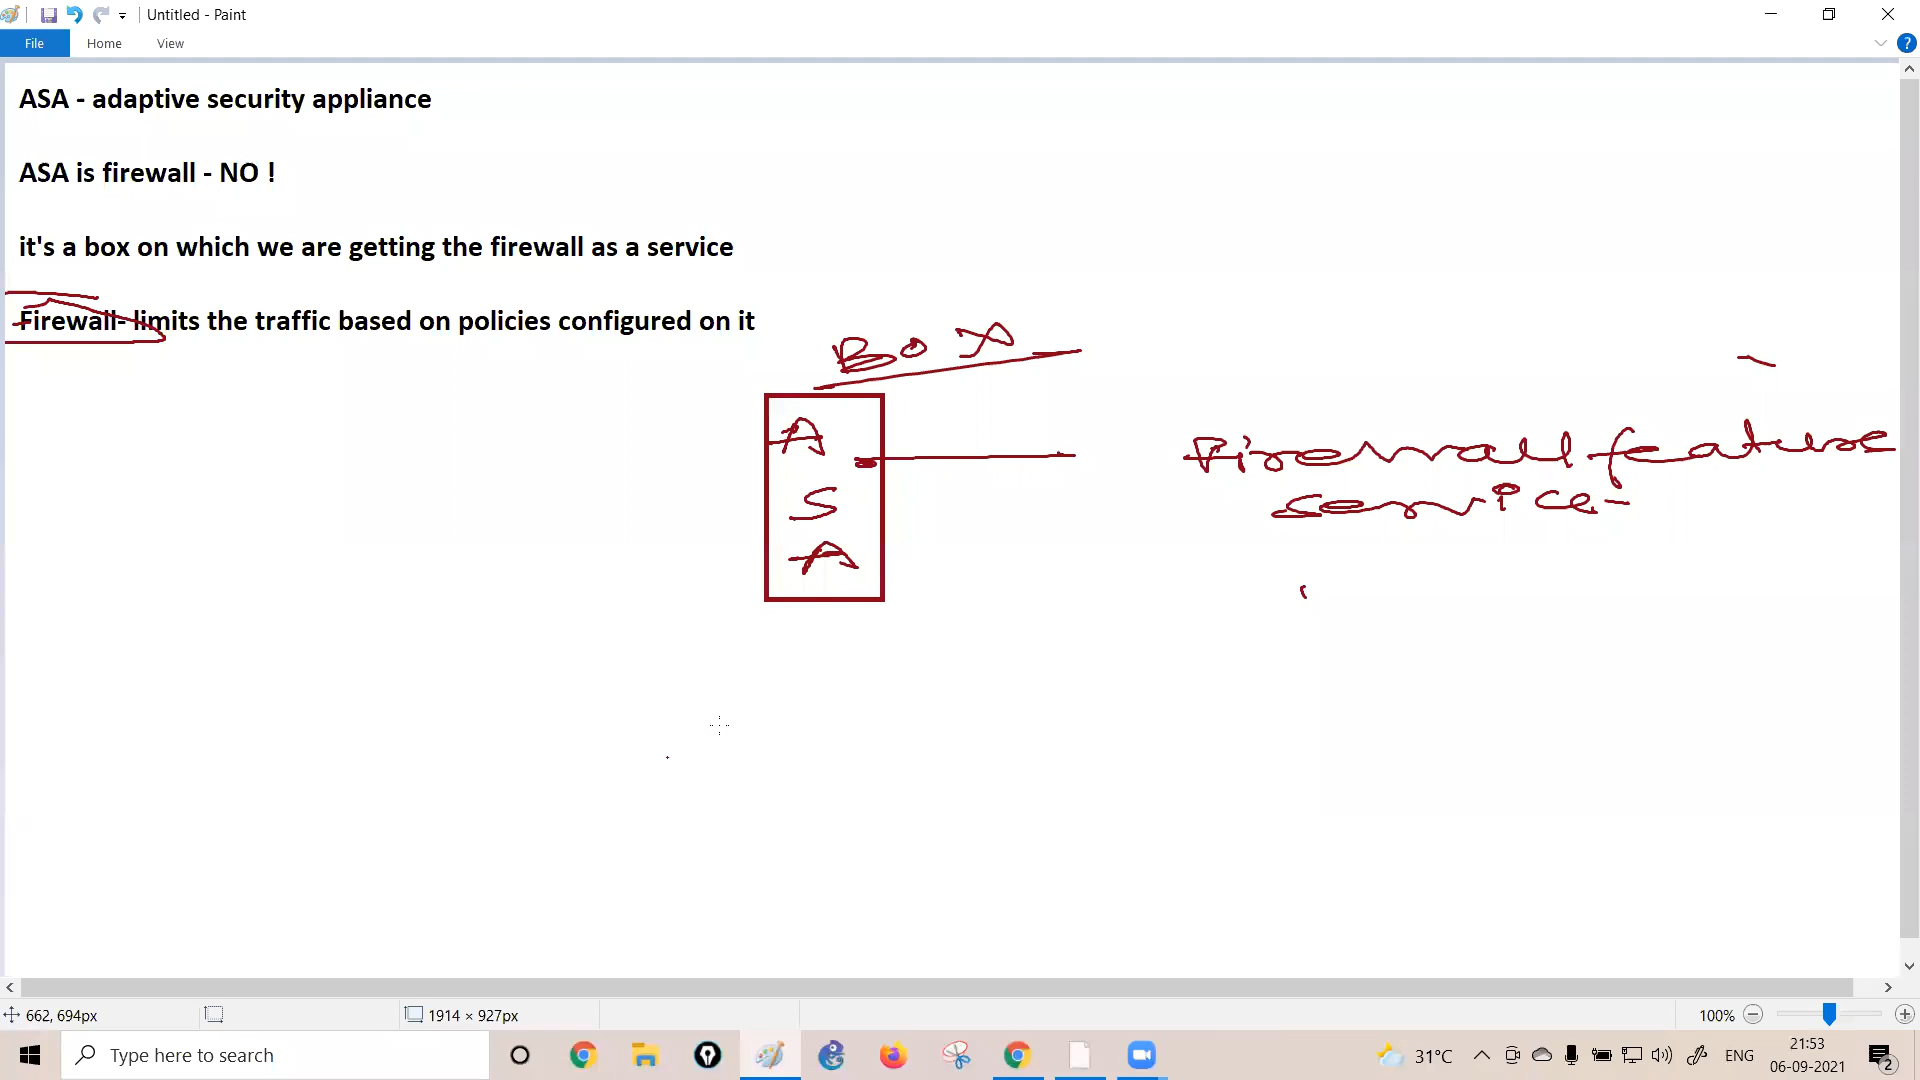 Untitled - Paint
File Home View
ASA - adaptive security appliance
ASA is firewall - NO !
it's a box on which we are getting the firewall as a service
Firewall- limits the traffic based on policies configured on it
Box
A
S
A
Firewall feature
service
662, 694px
1914 × 927px
100%
Type here to search
31°C
ENG
21:53
06-09-2021
2